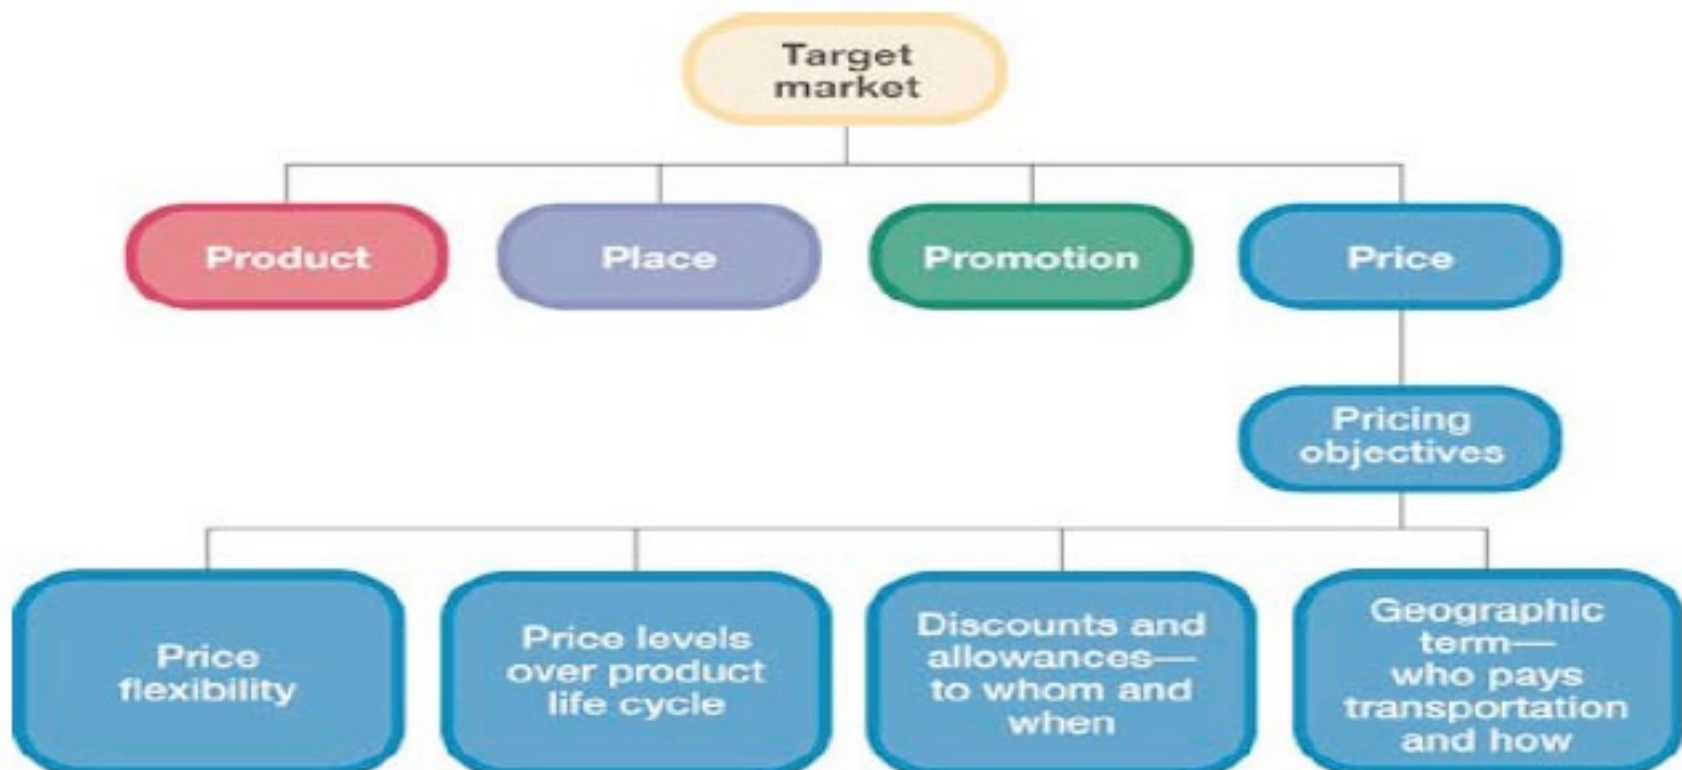 Target
market
Product
Place
Promotion
Price
Pricing
objectives
Price
flexibility
Price levels
over product
life cycle
Discounts and
allowances—
to whom and
when
Geographic
term—
who pays
transportation
and how